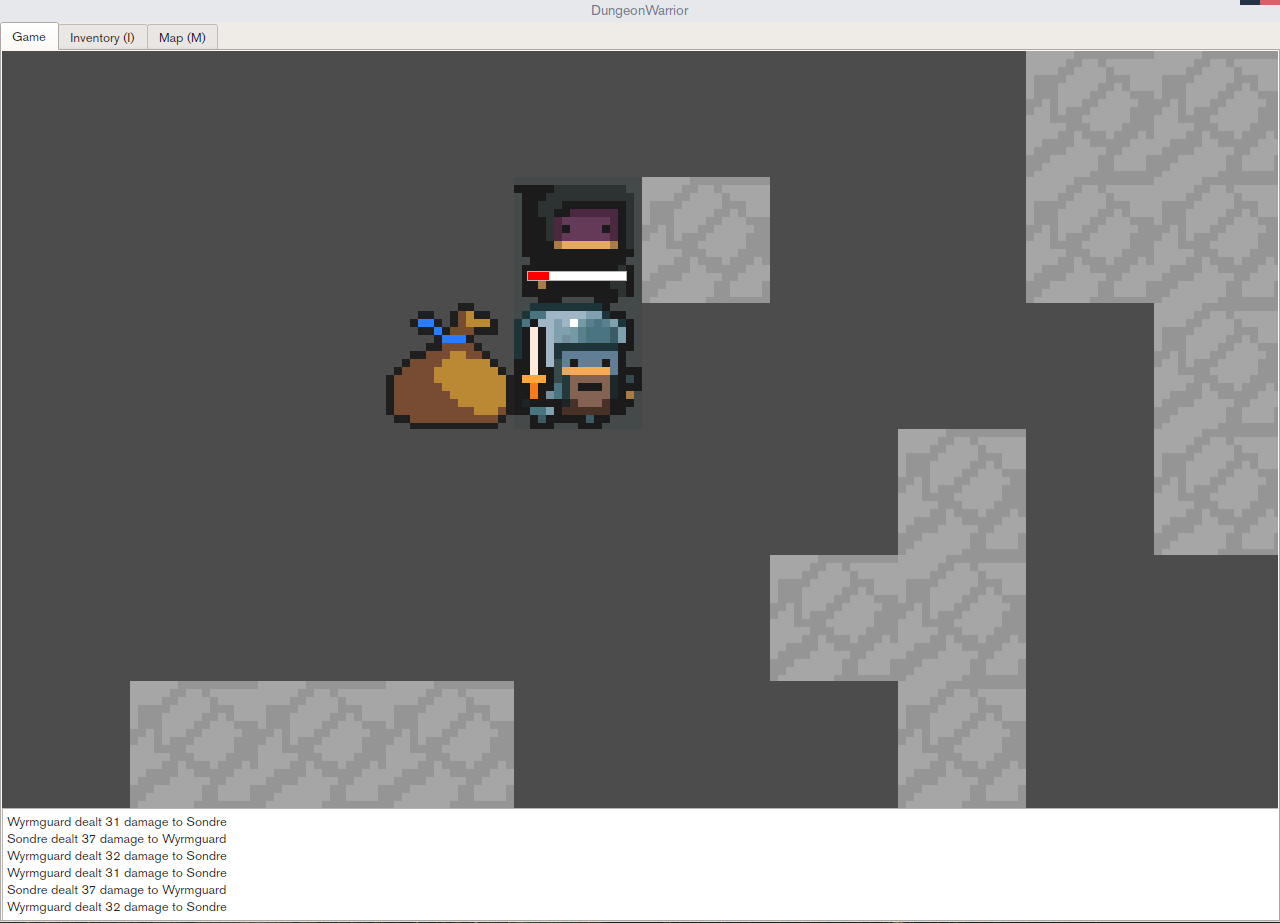 DungeonWarrior
Game Inventory (I) Map (M)
Wyrmguard dealt 31 damage to Sondre
Sondre dealt 37 damage to Wyrmguard
Wyrmguard dealt 32 damage to Sondre
Wyrmguard dealt 31 damage to Sondre
Sondre dealt 37 damage to Wyrmguard
Wyrmguard dealt 32 damage to Sondre